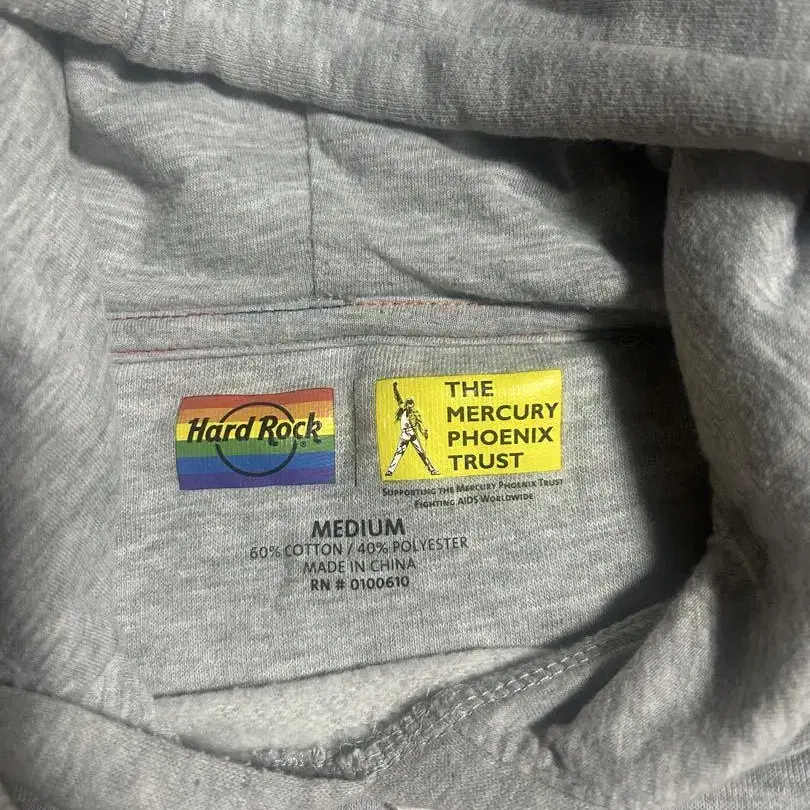 Hard Rock
THE
MERCURY
PHOENIX
TRUST
SUPPORTING THE MERCURY PHOENIX TRUST
FIGHTING AIDS WORLDWIDE
MEDIUM
60% COTTON / 40% POLYESTER
MADE IN CHINA
RN # 0100610